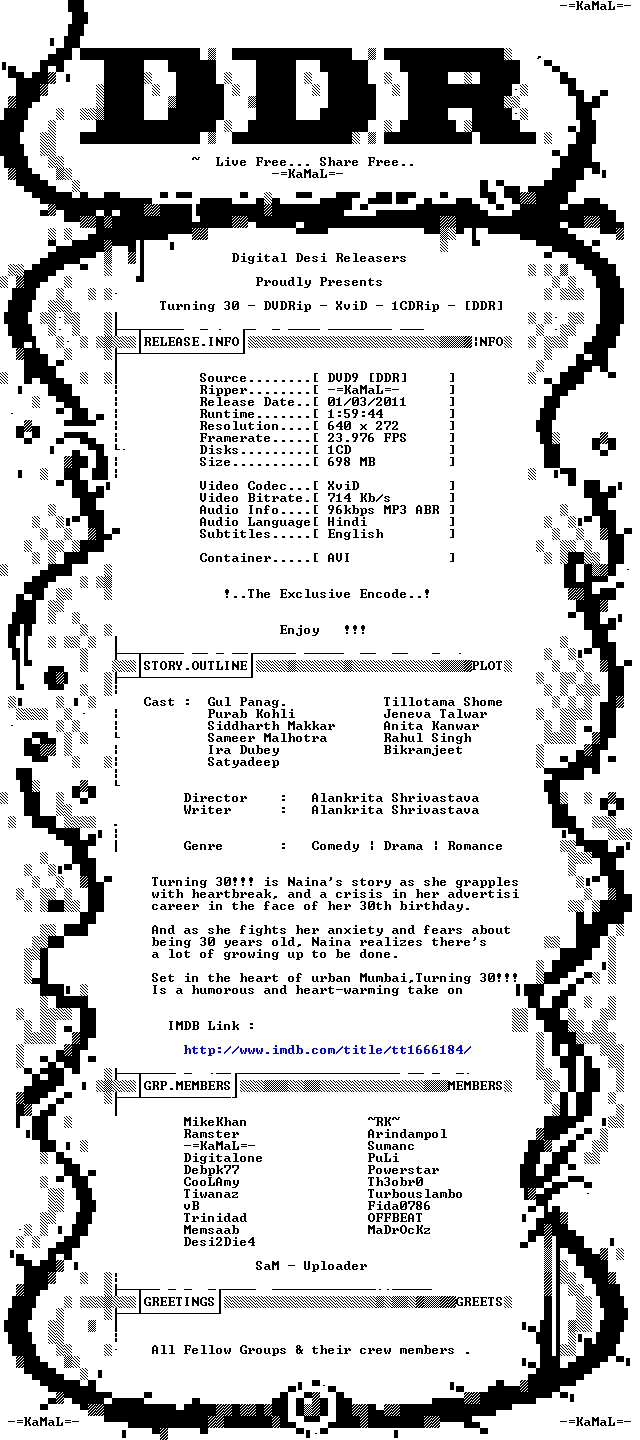 -=KaMaL=-
DDR
~ Live Free... Share Free..
-=KaMaL=-
Digital Desi Releasers
Proudly Presents
Turning 30 - DVDRip - XviD - 1CDRip - [DDR]
RELEASE.INFO INFO
Source........[ DVD9 [DDR] ]
Ripper........[ -=KaMaL=- ]
Release Date..[ 01/03/2011 ]
Runtime.......[ 1:59:44 ]
Resolution....[ 640 x 272 ]
Framerate.....[ 23.976 FPS ]
Disks.........[ 1CD ]
Size..........[ 698 MB ]
Video Codec...[ XviD ]
Video Bitrate.[ 714 Kb/s ]
Audio Info....[ 96kbps MP3 ABR ]
Audio Language[ Hindi ]
Subtitles.....[ English ]
Container.....[ AVI ]
!..The Exclusive Encode..!
Enjoy !!!
STORY.OUTLINE PLOT
Cast : Gul Panag. Tillotama Shome
Purab Kohli Jeneva Talwar
Siddharth Makkar Anita Kanwar
Sameer Malhotra Rahul Singh
Ira Dubey Bikramjeet
Satyadeep
Director : Alankrita Shrivastava
Writer : Alankrita Shrivastava
Genre : Comedy ¦ Drama ¦ Romance
Turning 30!!! is Naina's story as she grapples
with heartbreak, and a crisis in her advertisi
career in the face of her 30th birthday.
And as she fights her anxiety and fears about
being 30 years old, Naina realizes there's
a lot of growing up to be done.
Set in the heart of urban Mumbai,Turning 30!!!
Is a humorous and heart-warming take on
IMDB Link :
http://www.imdb.com/title/tt1666184/
GRP.MEMBERS MEMBERS
MikeKhan ~RK~
Ramster Arindampol
-=KaMaL=- Sumanc
Digitalone PuLi
Debpk77 Powerstar
CooLAmy Th3obr0
Tiwanaz Turbouslambo
vB Fida0786
Trinidad OFFBEAT
Memsaab MaDrOcKz
Desi2Die4
SaM - Uploader
GREETINGS GREETS
All Fellow Groups & their crew members .
-=KaMaL=- -=KaMaL=-